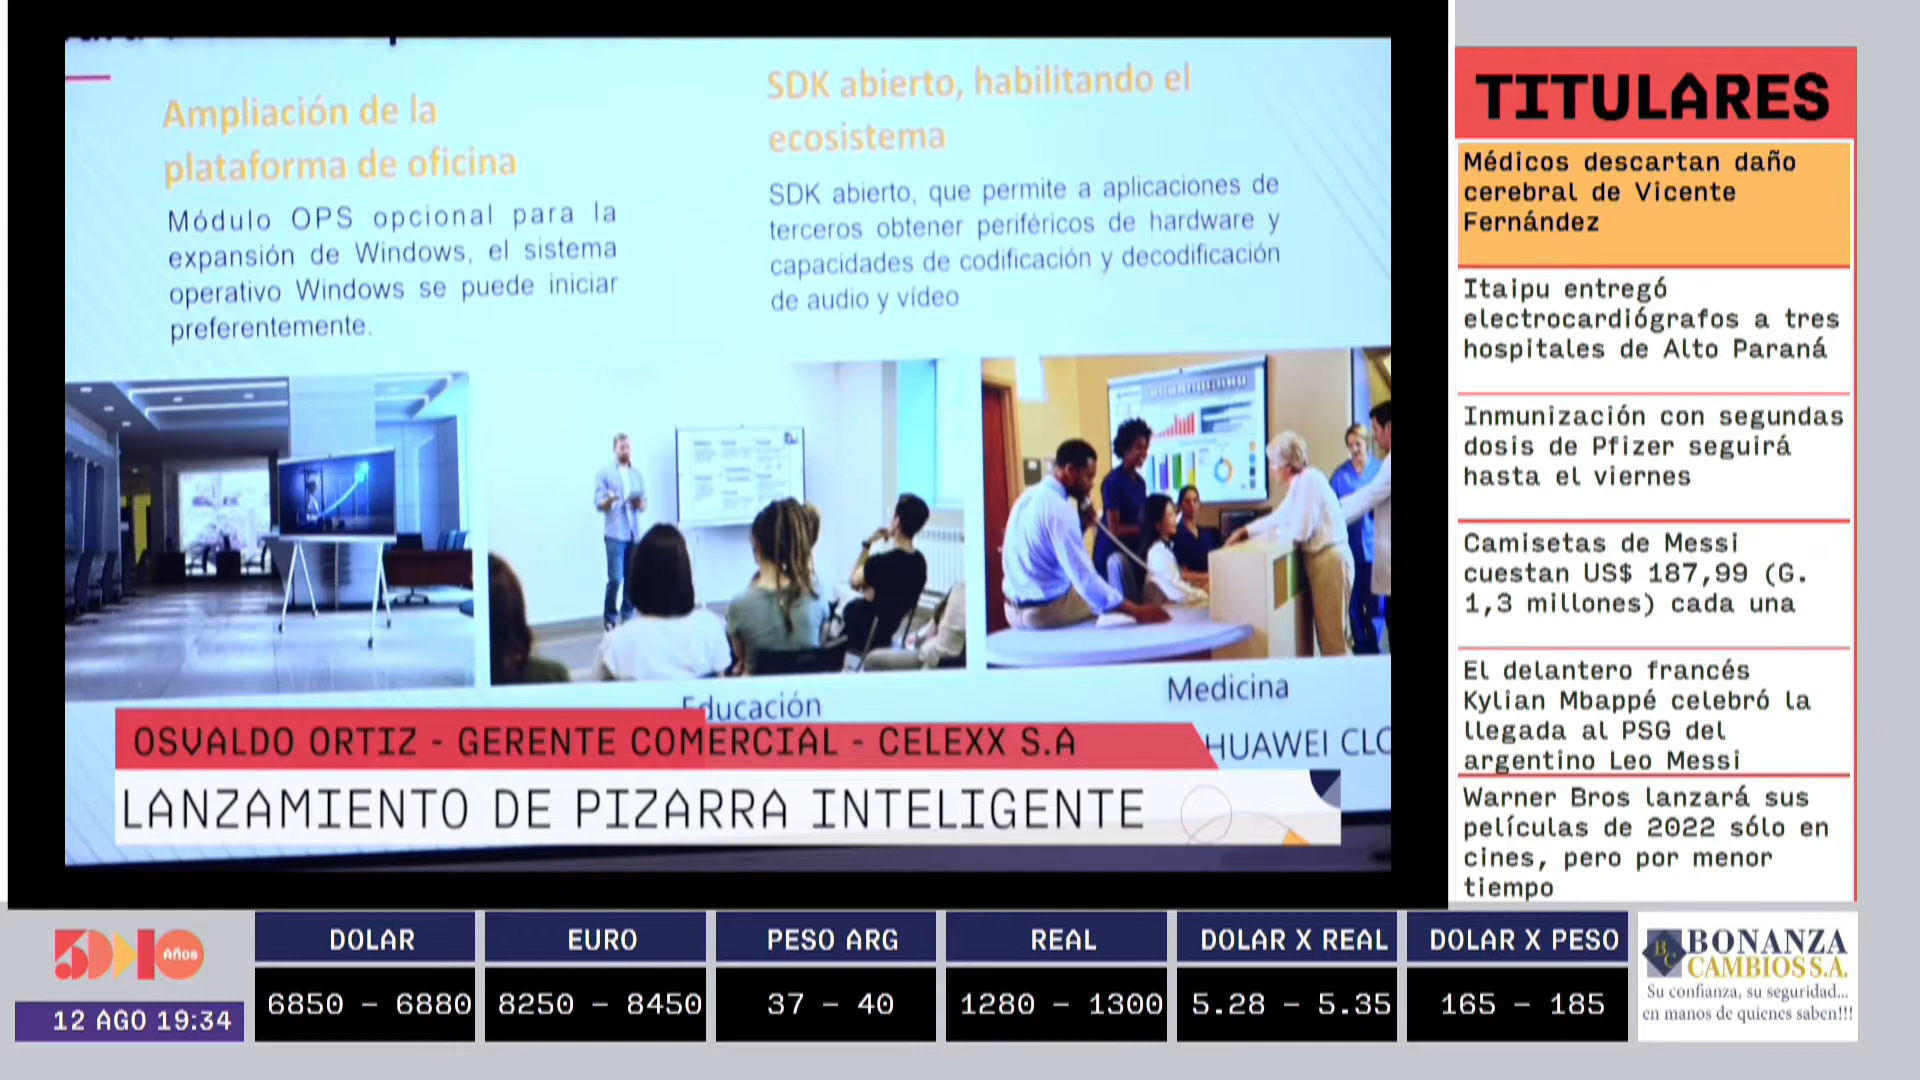 Ampliación de la
plataforma de oficina
Módulo OPS opcional para la
expansión de Windows, el sistema
operativo Windows se puede iniciar
preferentemente.
SDK abierto, habilitando el
ecosistema
SDK abierto, que permite a aplicaciones de
terceros obtener periféricos de hardware y
capacidades de codificación y decodificación
de audio y vídeo
Educación
Medicina
HUAWEI CLO
OSVALDO ORTIZ - GERENTE COMERCIAL - CELEXX S.A
LANZAMIENTO DE PIZARRA INTELIGENTE
TITULARES
Médicos descartan daño
cerebral de Vicente
Fernández
Itaipu entregó
electrocardiógrafos a tres
hospitales de Alto Paraná
Inmunización con segundas
dosis de Pfizer seguirá
hasta el viernes
Camisetas de Messi
cuestan US$ 187,99 (G.
1,3 millones) cada una
El delantero francés
Kylian Mbappé celebró la
llegada al PSG del
argentino Leo Messi
Warner Bros lanzará sus
películas de 2022 sólo en
cines, pero por menor
tiempo
Años
12 AGO 19:34
DOLAR
6850 - 6880
EURO
8250 - 8450
PESO ARG
37 - 40
REAL
1280 - 1300
DOLAR X REAL
5.28 - 5.35
DOLAR X PESO
165 - 185
BC
BONANZA
CAMBIOS S.A.
Su confianza, su seguridad...
en manos de quienes saben!!!